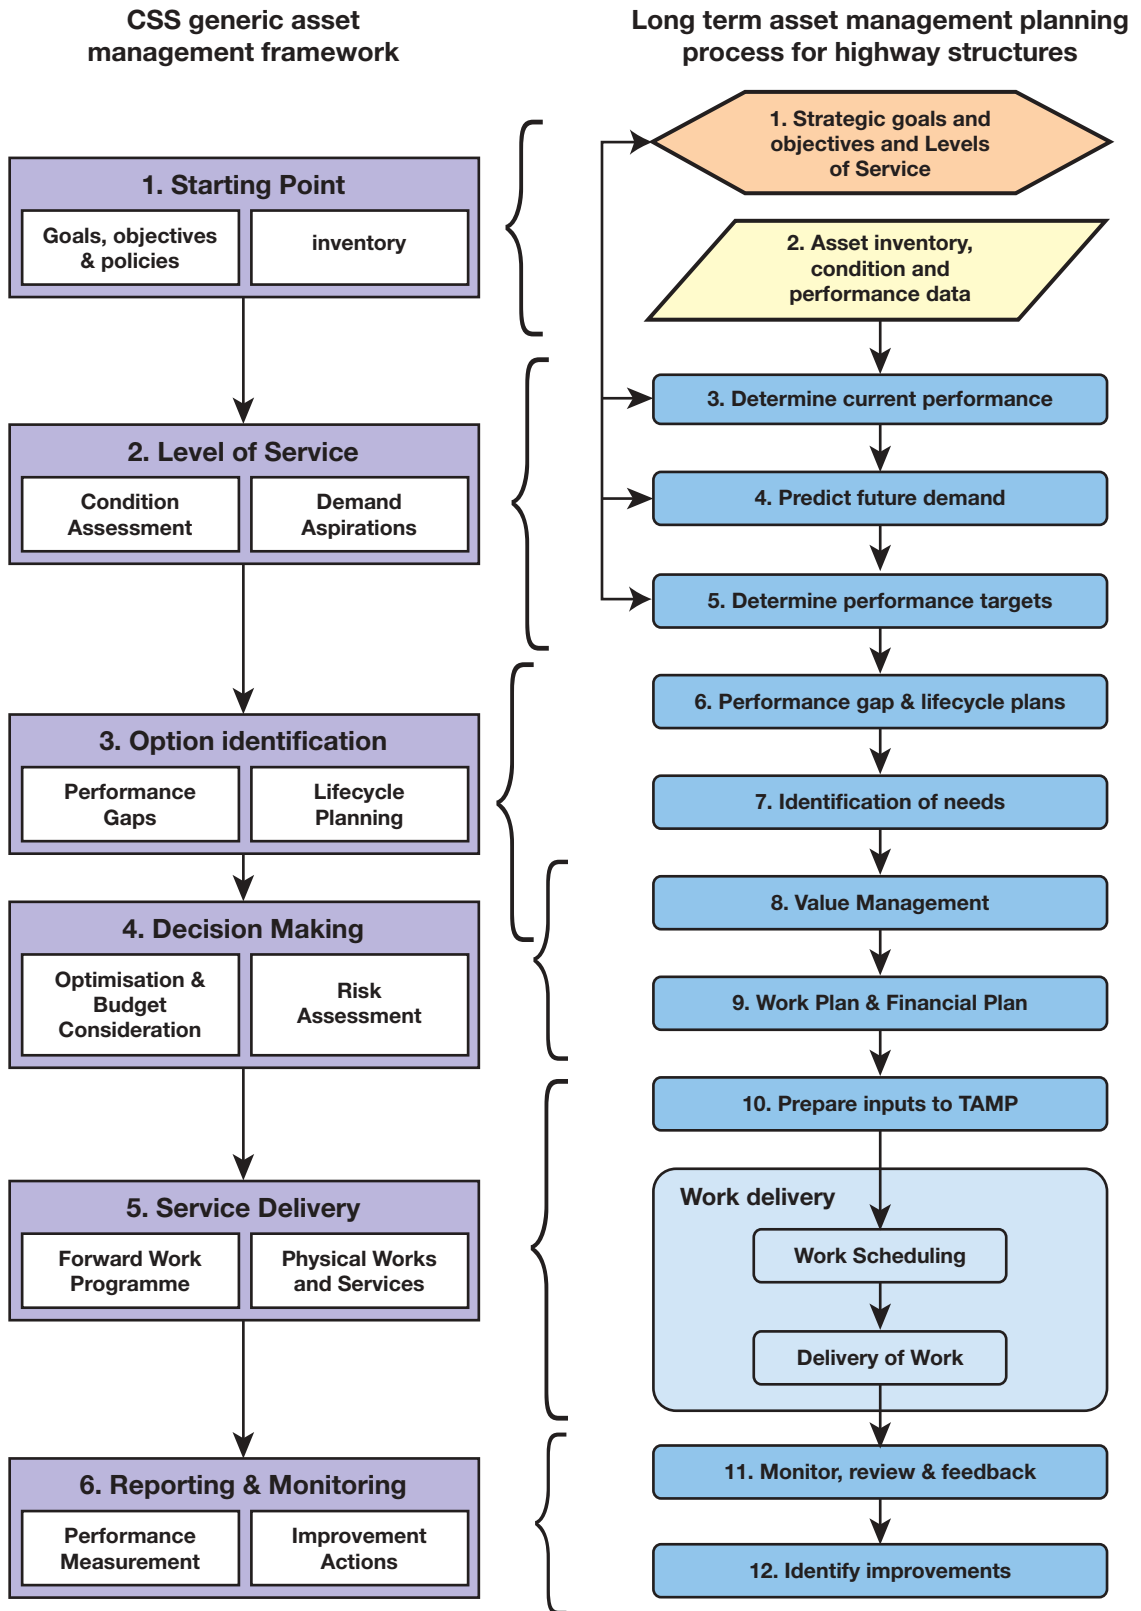 CSS generic asset
management framework
1. Starting Point
Goals, objectives
& policies
inventory
2. Level of Service
Condition
Assessment
Demand
Aspirations
3. Option identification
Performance
Gaps
Lifecycle
Planning
4. Decision Making
Optimisation &
Budget
Consideration
Risk
Assessment
5. Service Delivery
Forward Work
Programme
Physical Works
and Services
6. Reporting & Monitoring
Performance
Measurement
Improvement
Actions
Long term asset management planning
process for highway structures
1. Strategic goals and
objectives and Levels
of Service
2. Asset inventory,
condition and
performance data
3. Determine current performance
4. Predict future demand
5. Determine performance targets
6. Performance gap & lifecycle plans
7. Identification of needs
8. Value Management
9. Work Plan & Financial Plan
10. Prepare inputs to TAMP
Work delivery
Work Scheduling
Delivery of Work
11. Monitor, review & feedback
12. Identify improvements